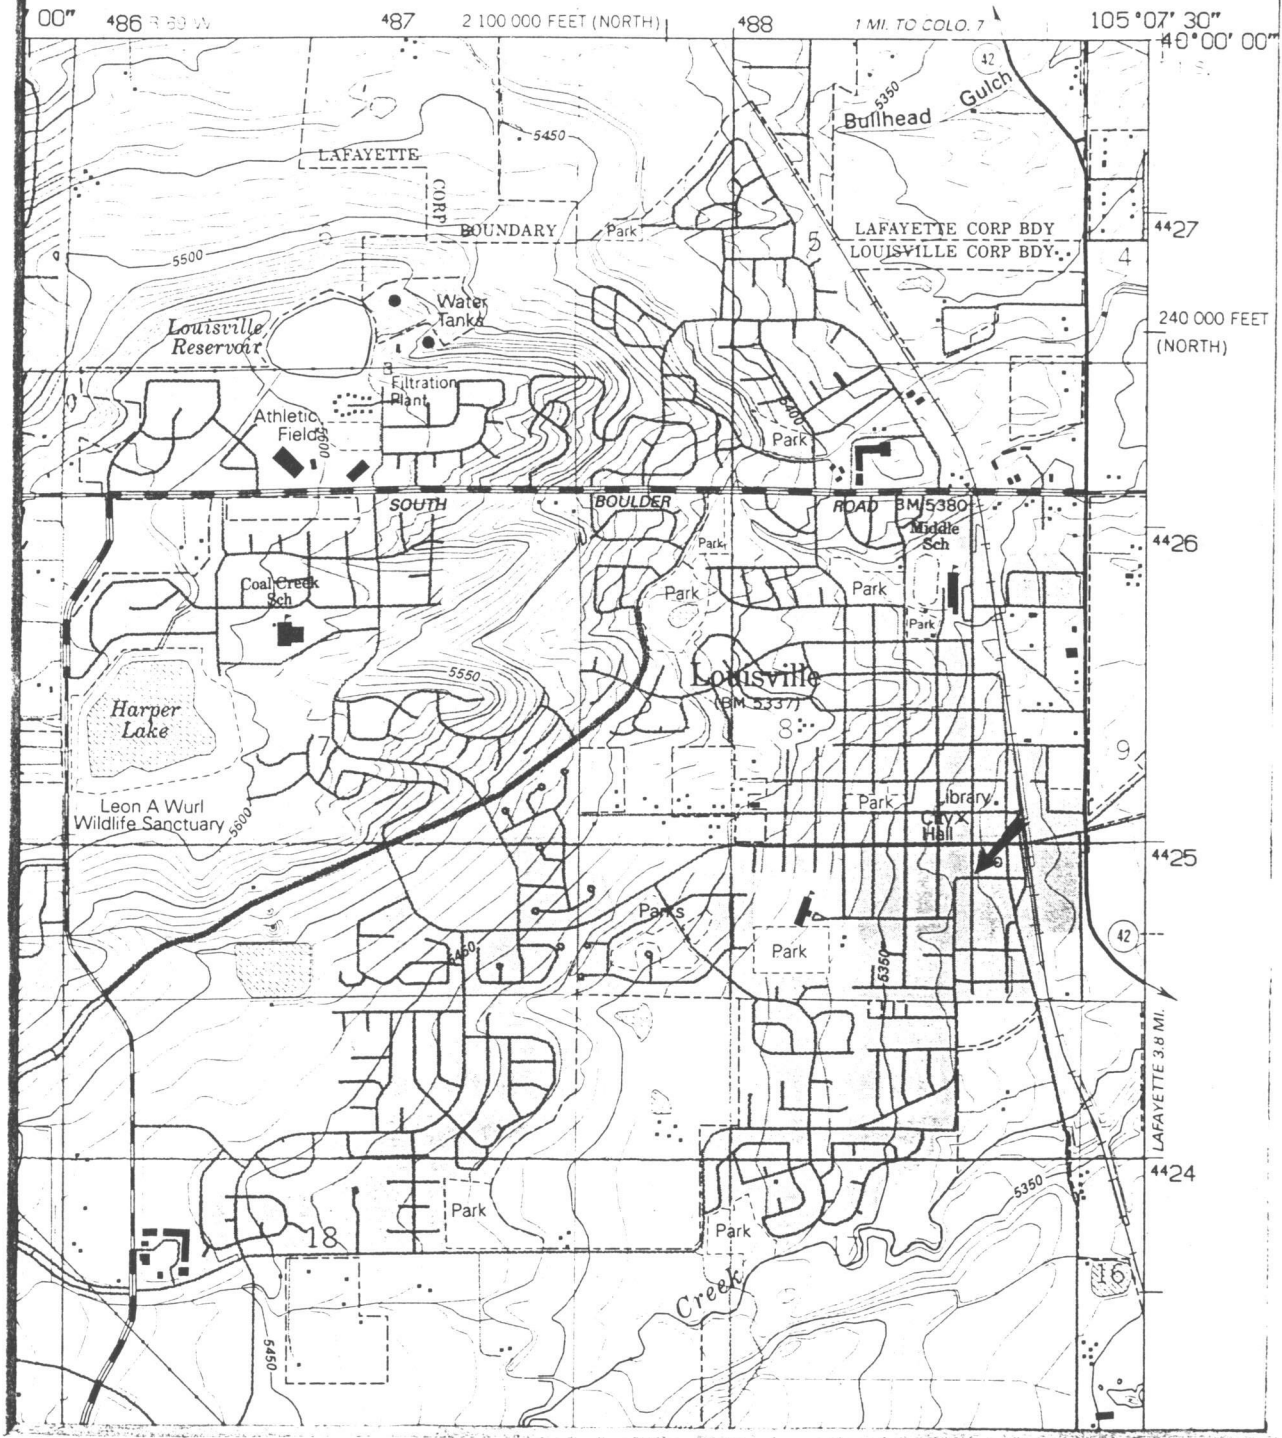 00"
486 R 69 W
487
2 100 000 FEET (NORTH)
488
1 MI. TO COLO. 7
105°07'30"
40°00'00"
42
5350
Bullhead
Gulch
5450
LAFAYETTE
CORP
BOUNDARY
Park
LAFAYETTE CORP BDY
LOUISVILLE CORP BDY
5
4427
4
5500
Water
Tanks
Louisville
Reservoir
240 000 FEET
(NORTH)
Filtration
Plant
Athletic
Field
5600
5400
Park
SOUTH
BOULDER
ROAD
BM 5380
Middle
Sch
4426
Park
Coal Creek
Sch
Park
Park
Park
5550
Louisville
(BM 5337)
Harper
Lake
8
9
Leon A Wurl
Wildlife Sanctuary
5600
Park
Library
City
Hall
4425
Parks
42
5450
Park
5350
LAFAYETTE 3.8 MI.
4424
5350
Park
18
Park
16
Creek
5450